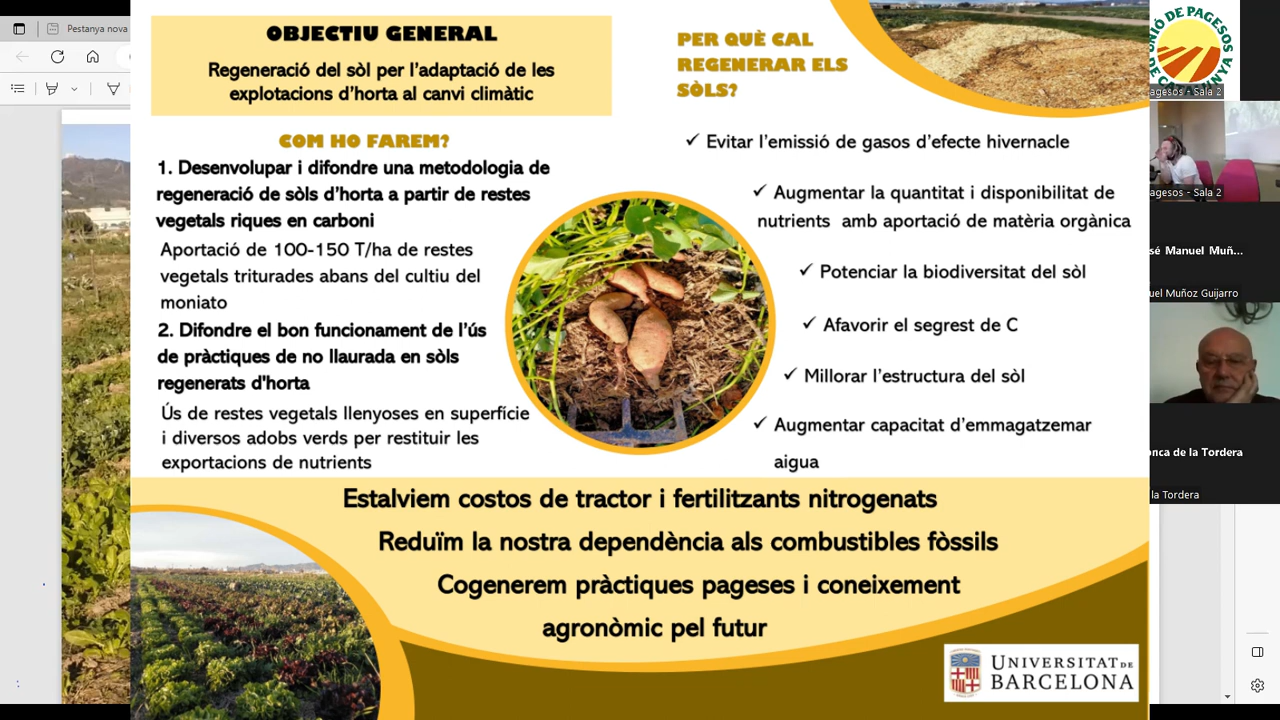 OBJECTIU GENERAL
Regeneració del sòl per l'adaptació de les
explotacions d'horta al canvi climàtic
COM HO FAREM?
1. Desenvolupar i difondre una metodologia de
regeneració de sòls d'horta a partir de restes
vegetals riques en carboni
Aportació de 100-150 T/ha de restes
vegetals triturades abans del cultiu del
moniato
2. Difondre el bon funcionament de l'ús
de pràctiques de no llaurada en sòls
regenerats d'horta
Ús de restes vegetals llenyoses en superfície
i diversos adobs verds per restituir les
exportacions de nutrients
PER QUÈ CAL
REGENERAR ELS
SÒLS?
✓ Evitar l'emissió de gasos d'efecte hivernacle
✓ Augmentar la quantitat i disponibilitat de
nutrients amb aportació de matèria orgànica
✓ Potenciar la biodiversitat del sòl
✓ Afavorir el segrest de C
✓ Millorar l'estructura del sòl
✓ Augmentar capacitat d'emmagatzemar
aigua
Estalviem costos de tractor i fertilitzants nitrogenats
Reduïm la nostra dependència als combustibles fòssils
Cogenerem pràctiques pageses i coneixement
agronòmic pel futur
UNIVERSITAT DE
BARCELONA
Pestanya nova
UNIÓ DE PAGESOS
DE CATALUNYA
agesos - Sala 2
agesos - Sala 2
sé Manuel Muñ...
uel Muñoz Guijarro
onca de la Tordera
la Tordera